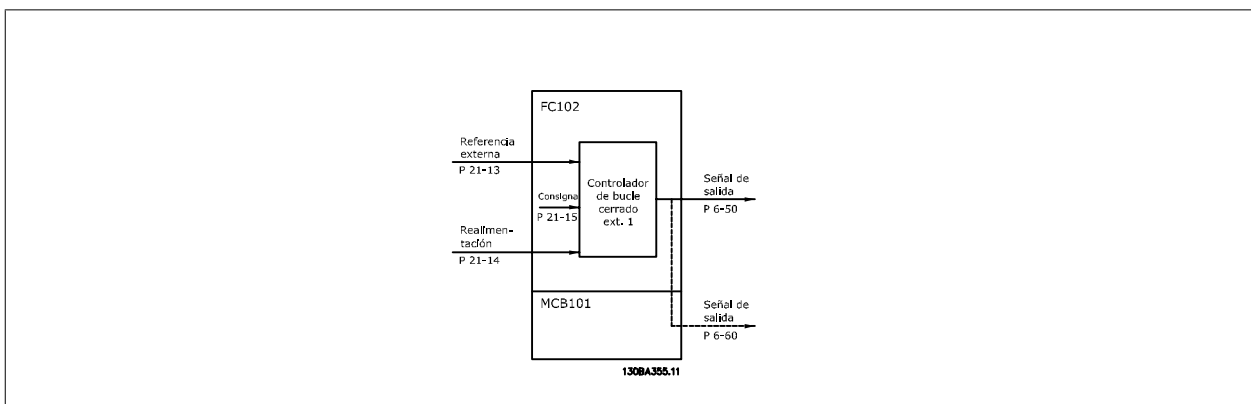 FC102
Referencia
externa
P 21-13
Consigna
P 21-15
Realimen-
tación
P 21-14
Controlador
de bucle
cerrado
ext. 1
Señal de
salida
P 6-50
MCB101
Señal de
salida
P 6-60
130BA355.11